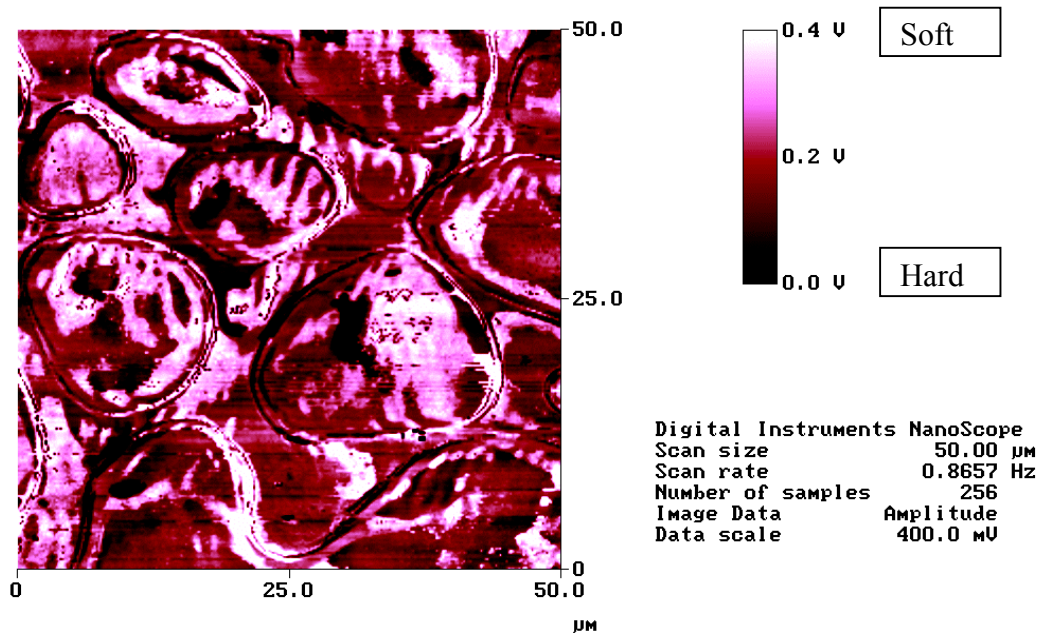 50.0
25.0
0
0
25.0
50.0
µm
0.4 V
0.2 V
0.0 V
Soft
Hard
Digital Instruments NanoScope
Scan size 50.00 µm
Scan rate 0.8657 Hz
Number of samples 256
Image Data Amplitude
Data scale 400.0 mV